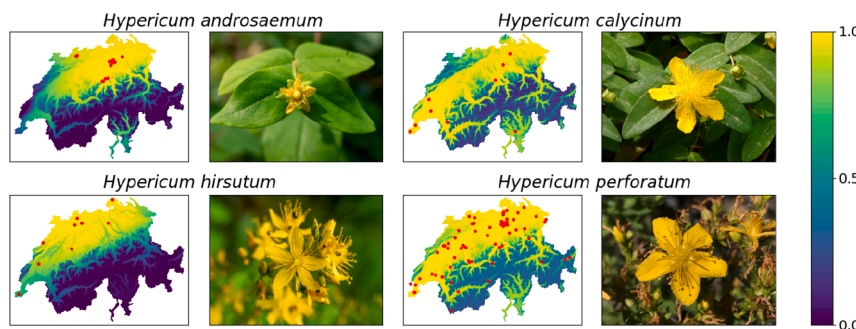 Hypericum androsaemum
Hypericum calycinum
1.0
0.5
Hypericum hirsutum
Hypericum perforatum
0.0